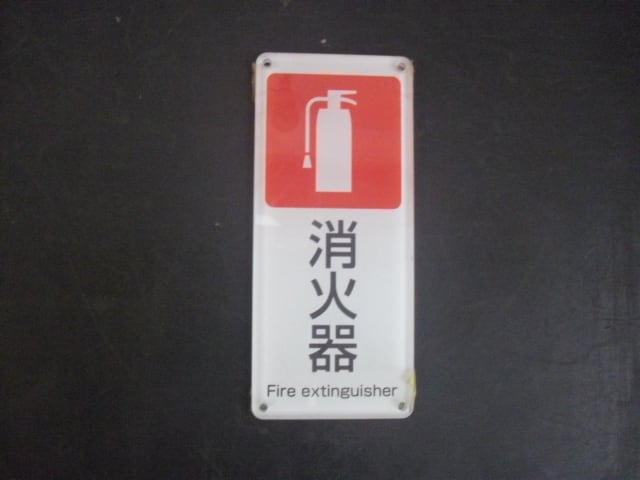 消火器
Fire extinguisher